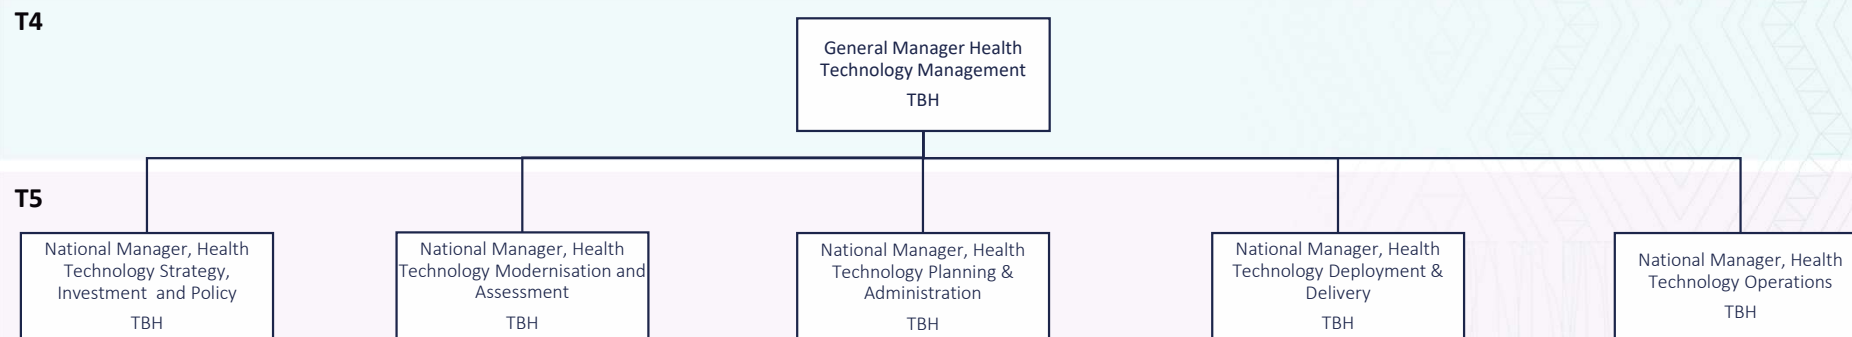 T4
General Manager Health
Technology Management
TBH
T5
National Manager, Health
Technology Strategy,
Investment and Policy
TBH
National Manager, Health
Technology Modernisation and
Assessment
TBH
National Manager, Health
Technology Planning &
Administration
TBH
National Manager, Health
Technology Deployment &
Delivery
TBH
National Manager, Health
Technology Operations
TBH